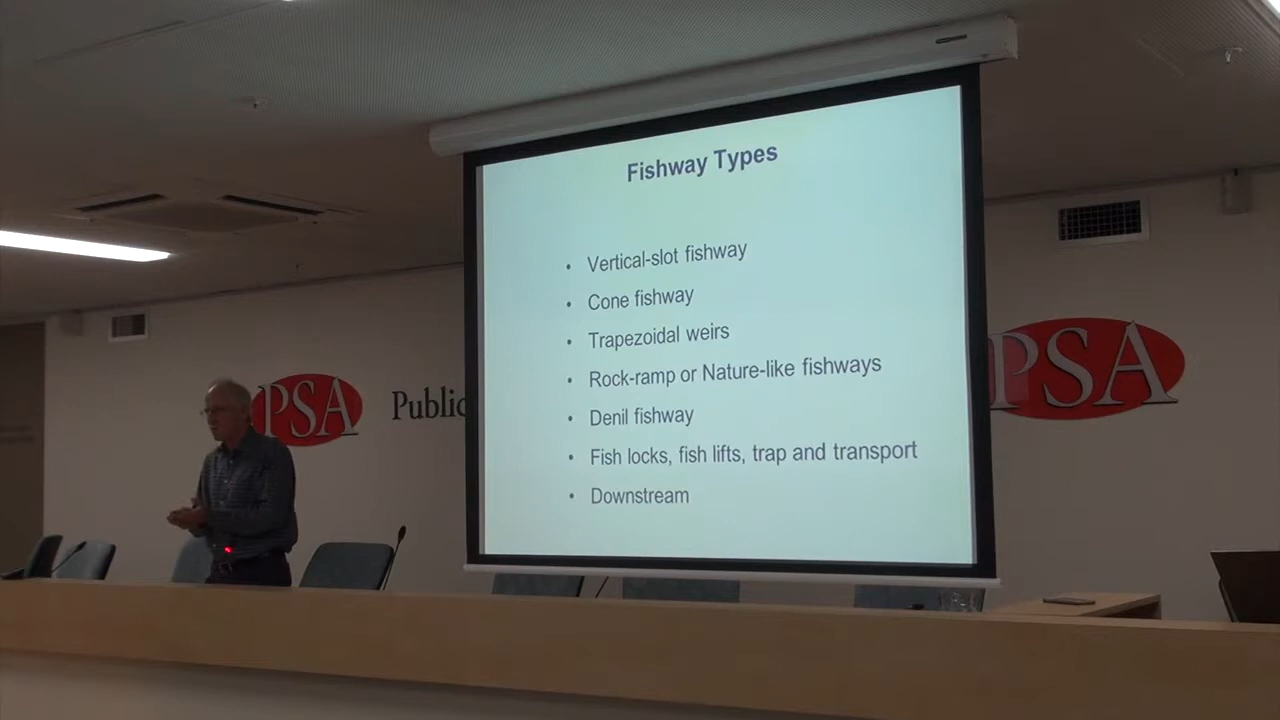 Fishway Types
• Vertical-slot fishway
• Cone fishway
• Trapezoidal weirs
• Rock-ramp or Nature-like fishways
• Denil fishway
• Fish locks, fish lifts, trap and transport
• Downstream
PSA
Public
PSA